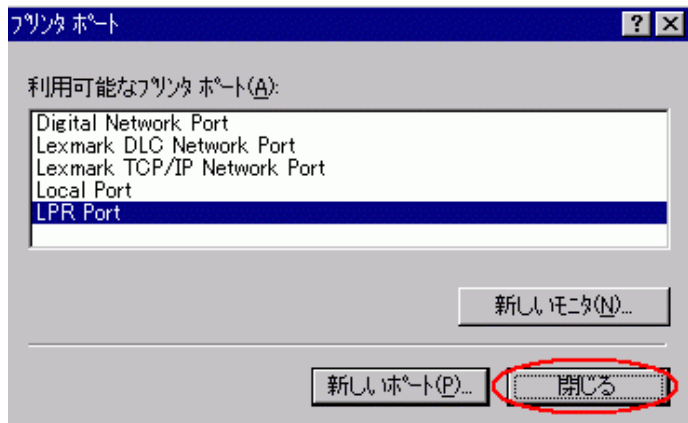 プリンタ ポート
利用可能なプリンタ ポート(A):
Digital Network Port
Lexmark DLC Network Port
Lexmark TCP/IP Network Port
Local Port
LPR Port
新しいモニタ(N)...
新しいポート(P)...
閉じる